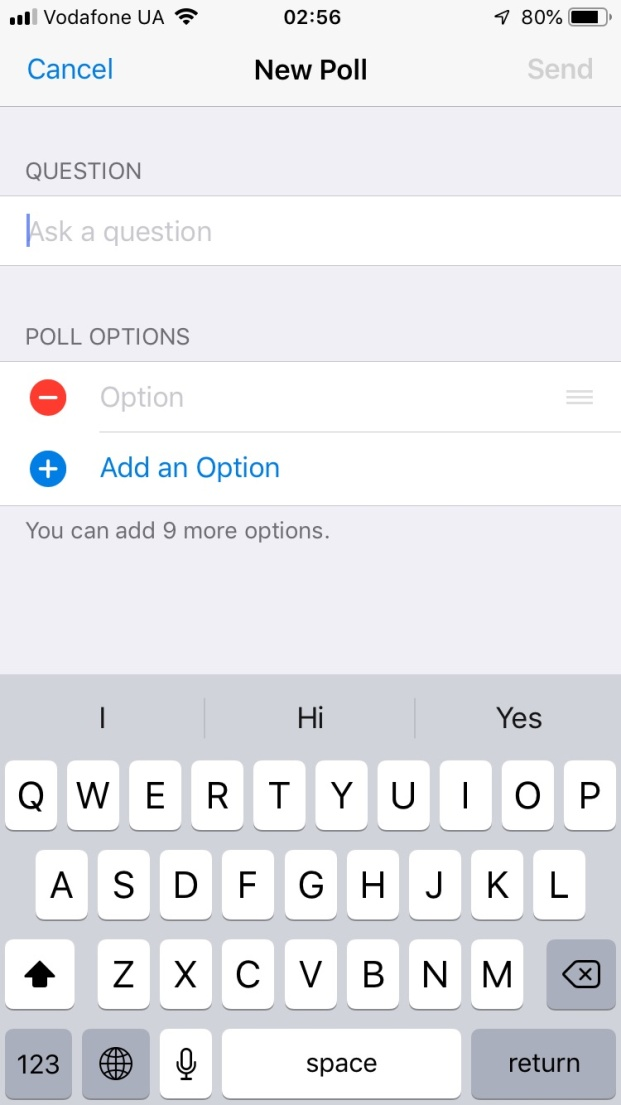 Vodafone UA 02:56 80%
Cancel New Poll Send
QUESTION
Ask a question
POLL OPTIONS
Option
Add an Option
You can add 9 more options.
I Hi Yes
Q W E R T Y U I O P
A S D F G H J K L
Z X C V B N M
123 space return